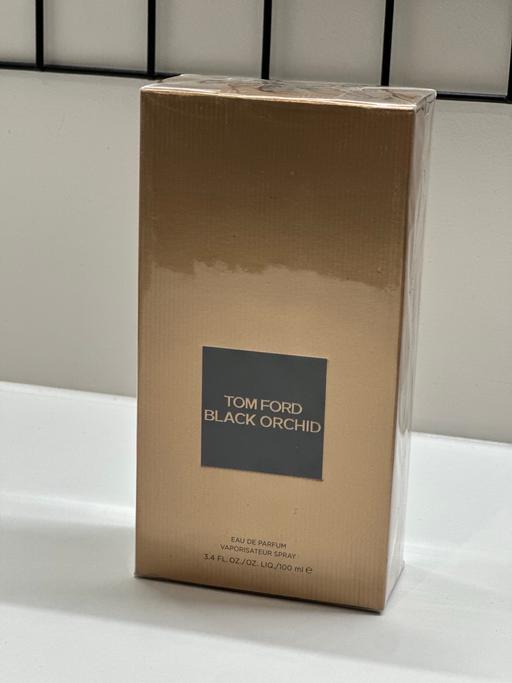 TOM FORD
BLACK ORCHID
EAU DE PARFUM
VAPORISATEUR SPRAY
3.4 FL. OZ./OZ. LIQ./100 ml ℮